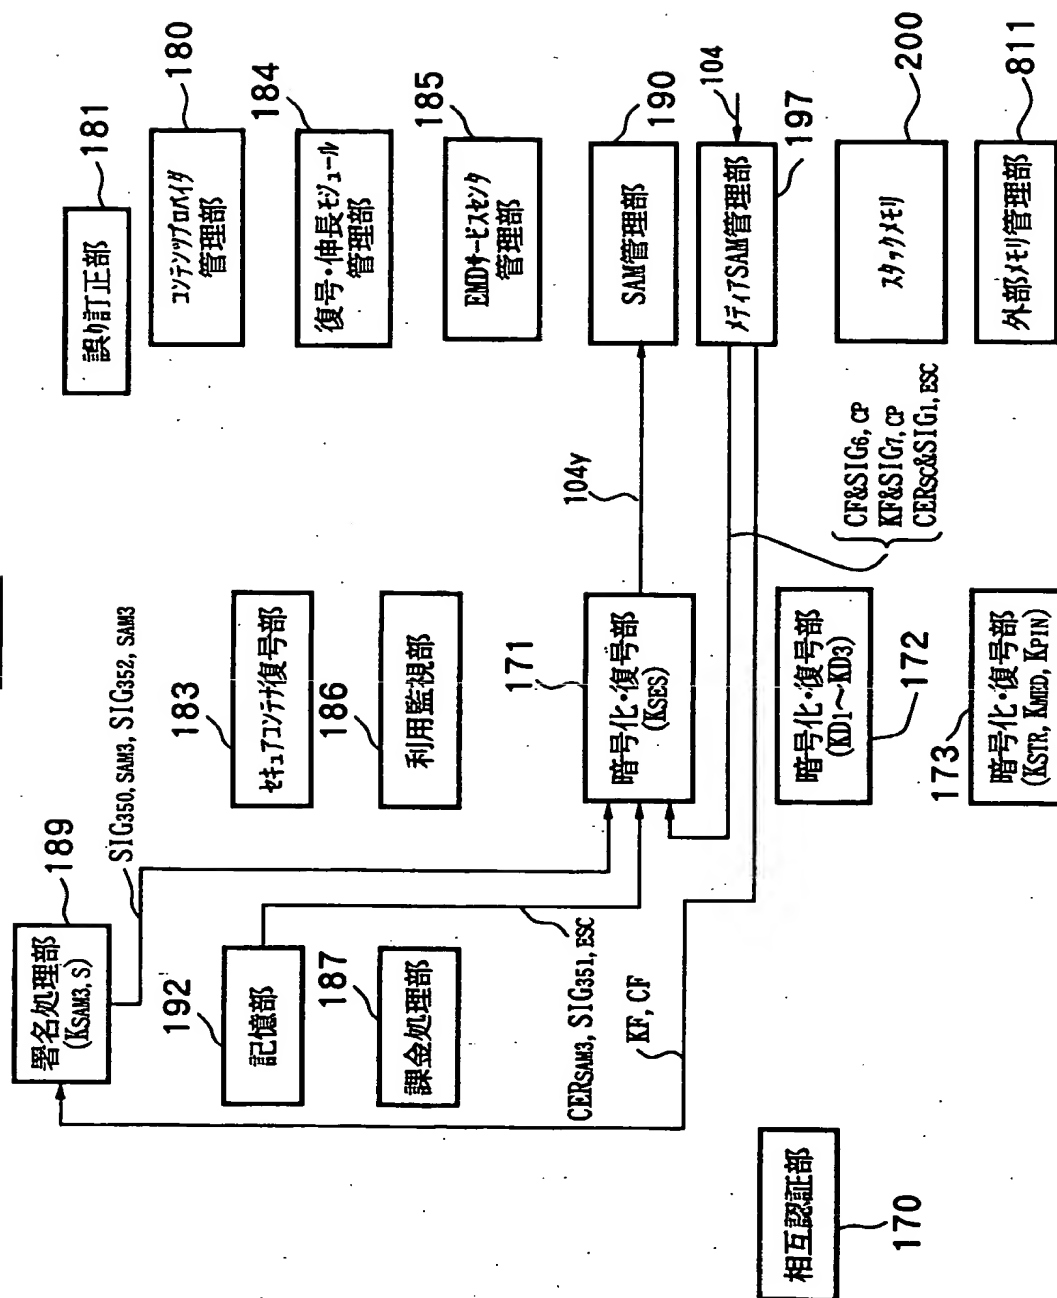 署名処理部
(KSAM3,S)
189
SIG350,SAM3,SIG352,SAM3
誤り訂正部
181
コンテンツプロバイダ
管理部
180
セキュアコンテナ復号部
183
記憶部
192
復号・伸長モジュール
管理部
184
利用監視部
186
課金処理部
187
EMDサービスセンタ
管理部
185
CERSAM3,SIG351,ESC
暗号化・復号部
(KSES)
171
104y
SAM管理部
190
KF,CF
104
メディアSAM管理部
197
CF&SIG6,CP
KF&SIG7,CP
CERSC&SIG1,ESC
相互認証部
170
暗号化・復号部
(KD1〜KD3)
172
スタックメモリ
200
暗号化・復号部
(KSTR,KMED,KPIN)
173
外部メモリ管理部
811